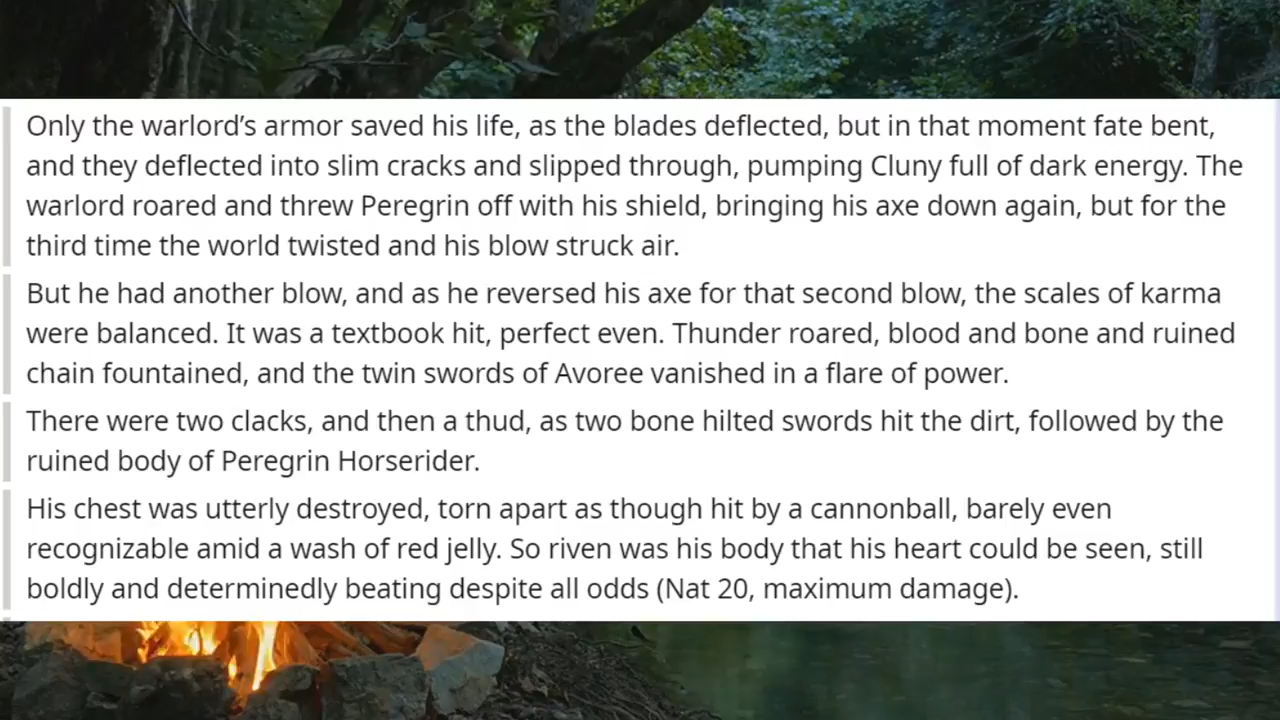 Only the warlord’s armor saved his life, as the blades deflected, but in that moment fate bent,
and they deflected into slim cracks and slipped through, pumping Cluny full of dark energy. The
warlord roared and threw Peregrin off with his shield, bringing his axe down again, but for the
third time the world twisted and his blow struck air.
But he had another blow, and as he reversed his axe for that second blow, the scales of karma
were balanced. It was a textbook hit, perfect even. Thunder roared, blood and bone and ruined
chain fountained, and the twin swords of Avoree vanished in a flare of power.
There were two clacks, and then a thud, as two bone hilted swords hit the dirt, followed by the
ruined body of Peregrin Horserider.
His chest was utterly destroyed, torn apart as though hit by a cannonball, barely even
recognizable amid a wash of red jelly. So riven was his body that his heart could be seen, still
boldly and determinedly beating despite all odds (Nat 20, maximum damage).